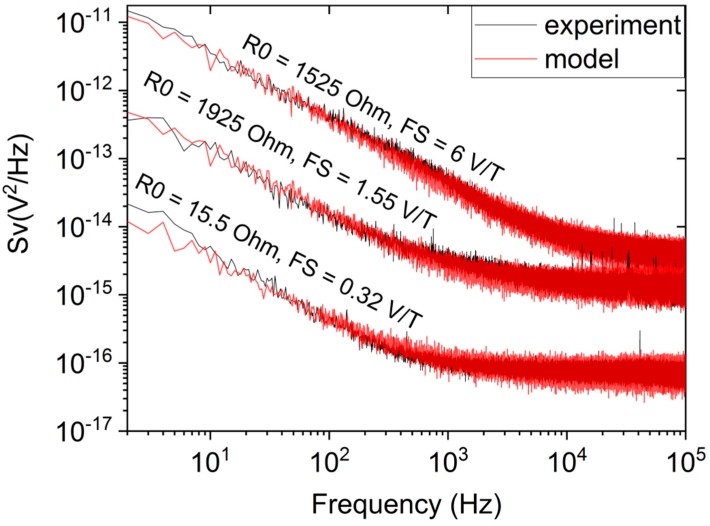 experiment
model
R0 = 1525 Ohm, FS = 6 V/T
R0 = 1925 Ohm, FS = 1.55 V/T
R0 = 15.5 Ohm, FS = 0.32 V/T
Sv(V²/Hz)
10⁻¹¹
10⁻¹²
10⁻¹³
10⁻¹⁴
10⁻¹⁵
10⁻¹⁶
10⁻¹⁷
10¹ 10² 10³ 10⁴ 10⁵
Frequency (Hz)